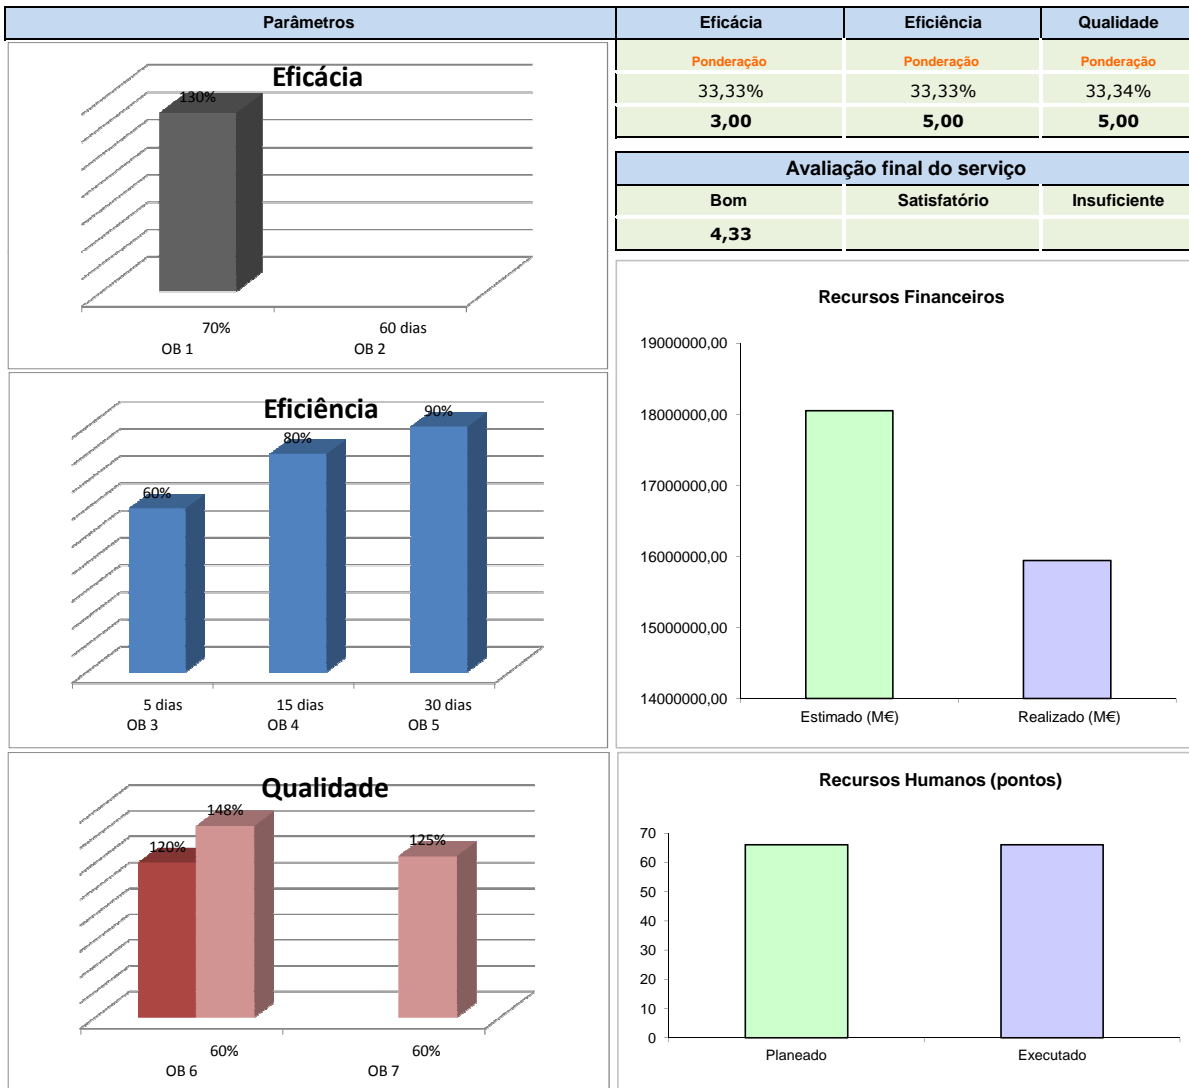 Parâmetros Eficácia Eficiência Qualidade
Ponderação Ponderação Ponderação
33,33% 33,33% 33,34%
3,00 5,00 5,00
Avaliação final do serviço
Bom Satisfatório Insuficiente
4,33
Eficácia
130%
70% 60 dias
OB 1 OB 2
Eficiência
60% 80% 90%
5 dias 15 dias 30 dias
OB 3 OB 4 OB 5
Qualidade
120% 148% 125%
60% 60%
OB 6 OB 7
Recursos Financeiros
19000000,00
18000000,00
17000000,00
16000000,00
15000000,00
14000000,00
Estimado (M€) Realizado (M€)
Recursos Humanos (pontos)
70
60
50
40
30
20
10
0
Planeado Executado